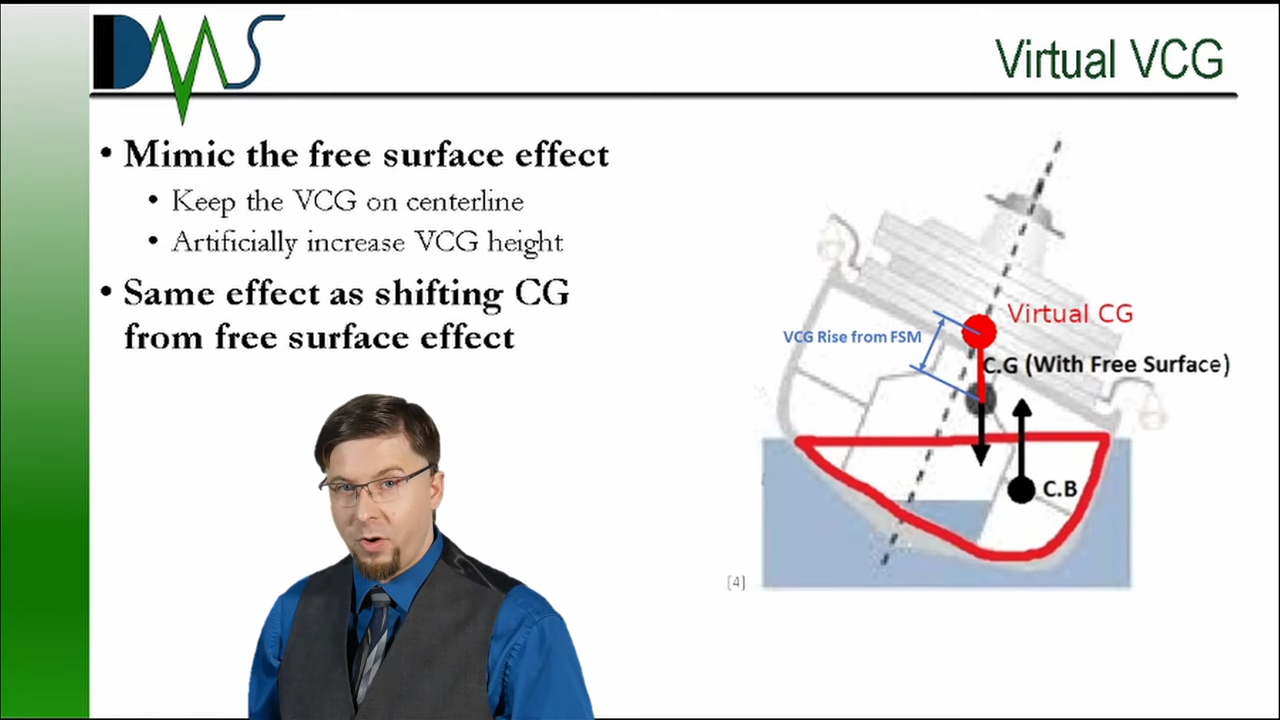 DMS
Virtual VCG
• Mimic the free surface effect
• Keep the VCG on centerline
• Artificially increase VCG height
• Same effect as shifting CG
from free surface effect
Virtual CG
VCG Rise from FSM
C.G (With Free Surface)
C.B
[4]